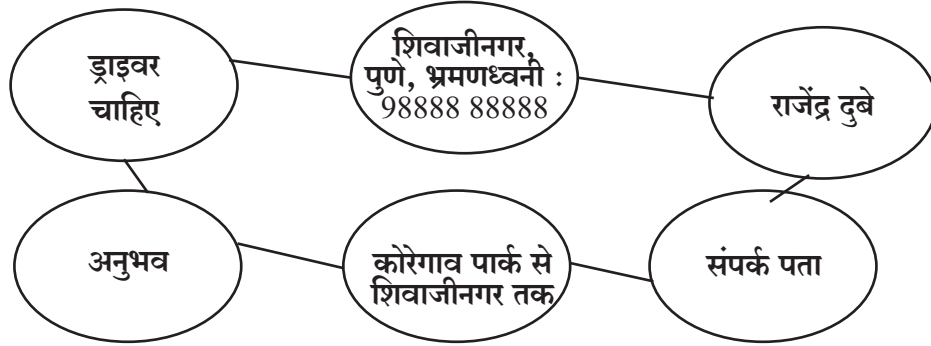 ड्राइवर
चाहिए
शिवाजीनगर,
पुणे, भ्रमणध्वनी :
98888 88888
राजेंद्र दुबे
अनुभव
कोरेगाव पार्क से
शिवाजीनगर तक
संपर्क पता